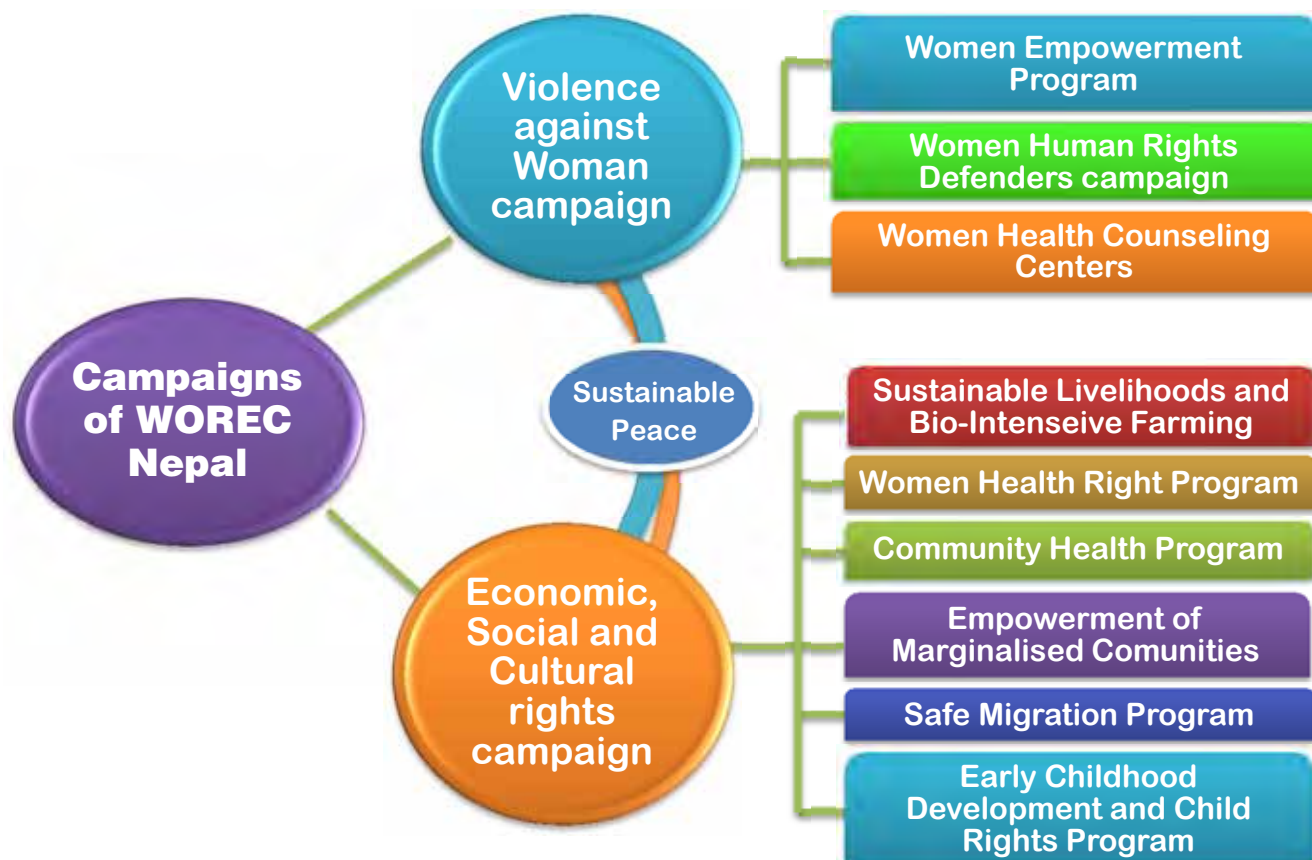 Campaigns
of WOREC
Nepal
Violence
against
Woman
campaign
Women Empowerment
Program
Women Human Rights
Defenders campaign
Women Health Counseling
Centers
Sustainable
Peace
Economic,
Social and
Cultural
rights
campaign
Sustainable Livelihoods and
Bio-Intenseive Farming
Women Health Right Program
Community Health Program
Empowerment of
Marginalised Comunities
Safe Migration Program
Early Childhood
Development and Child
Rights Program